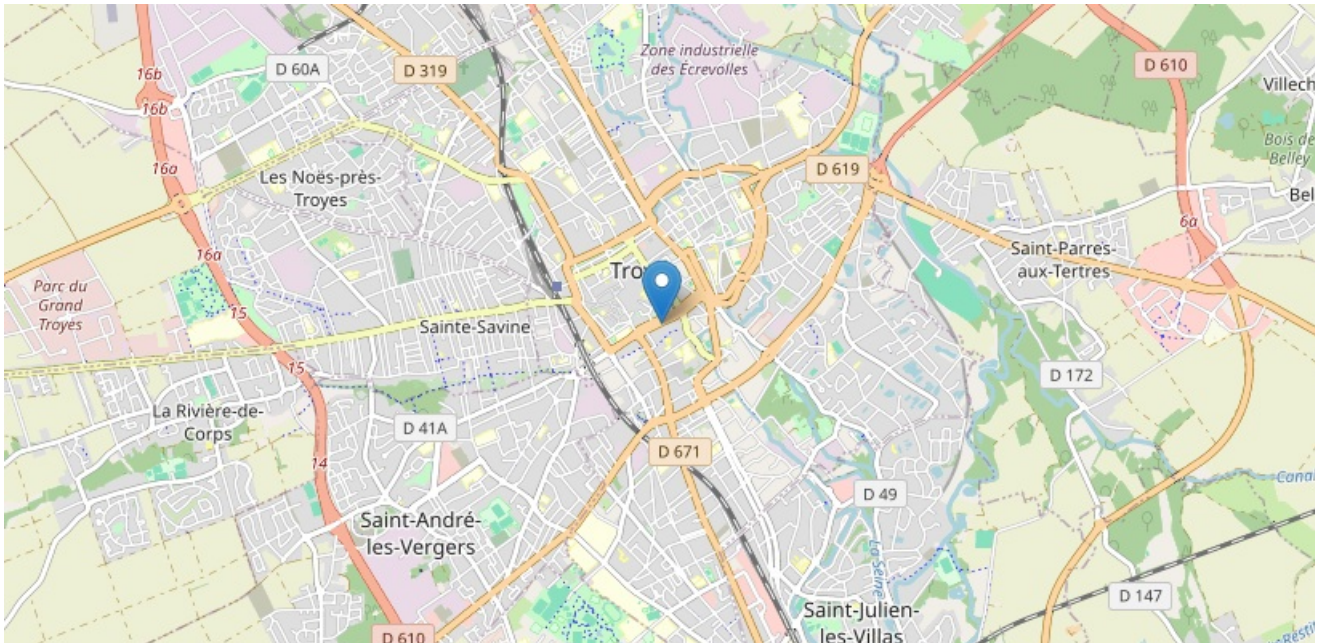 16b
D 60A
D 319
Zone industrielle
des Écrevolles
D 610
Villech
16b
Bois de
Belley
16a
Les Noës-près-
Troyes
D 619
Bel
6a
16a
Saint-Parres-
aux-Tertres
Parc du
Grand
Troyes
Tro
15
Sainte-Savine
15
D 172
La Rivière-de-
Corps
D 41A
14
D 671
Canal
D 49
Saint-André-
les-Vergers
La Seine
D 147
Saint-Julien-
les-Villas
D 610